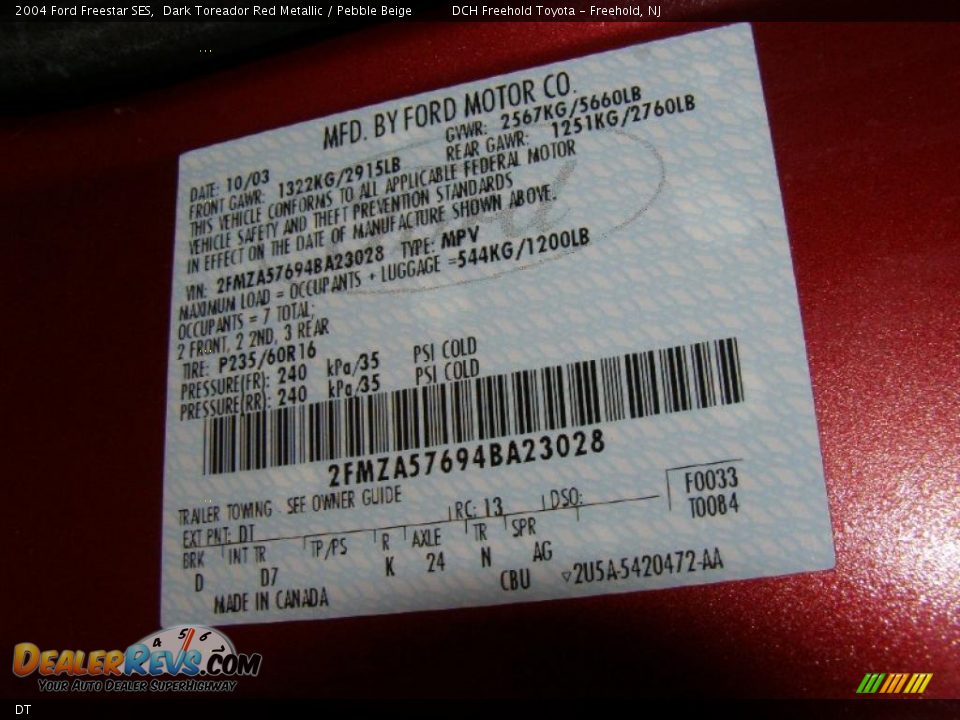 2004 Ford Freestar SES,  Dark Toreador Red Metallic / Pebble Beige          DCH Freehold Toyota - Freehold, NJ
...
MFD. BY FORD MOTOR CO.
DATE: 10/03 GVWR: 2567KG/5660LB
FRONT GAWR: 1322KG/2915LB REAR GAWR: 1251KG/2760LB
THIS VEHICLE CONFORMS TO ALL APPLICABLE FEDERAL MOTOR
VEHICLE SAFETY AND THEFT PREVENTION STANDARDS
IN EFFECT ON THE DATE OF MANUFACTURE SHOWN ABOVE.
VIN: 2FMZA57694BA23028 TYPE: MPV
MAXIMUM LOAD = OCCUPANTS + LUGGAGE =544KG/1200LB
OCCUPANTS = 7 TOTAL;
2 FRONT, 2 2ND, 3 REAR
TIRE: P235/60R16
PRESSURE(FR): 240 kPa/35 PSI COLD
PRESSURE(RR): 240 kPa/35 PSI COLD
2FMZA57694BA23028
TRAILER TOWING - SEE OWNER GUIDE
EXT PNT: DT RC: 13 DSO: F0033
T0084
BRK INT TR TP/PS R AXLE TR SPR
D D7 K 24 N AG
MADE IN CANADA CBU ▽2U5A-5420472-AA
4 5 6
DEALERREVS.COM
YOUR AUTO DEALER SUPERHIGHWAY
DT